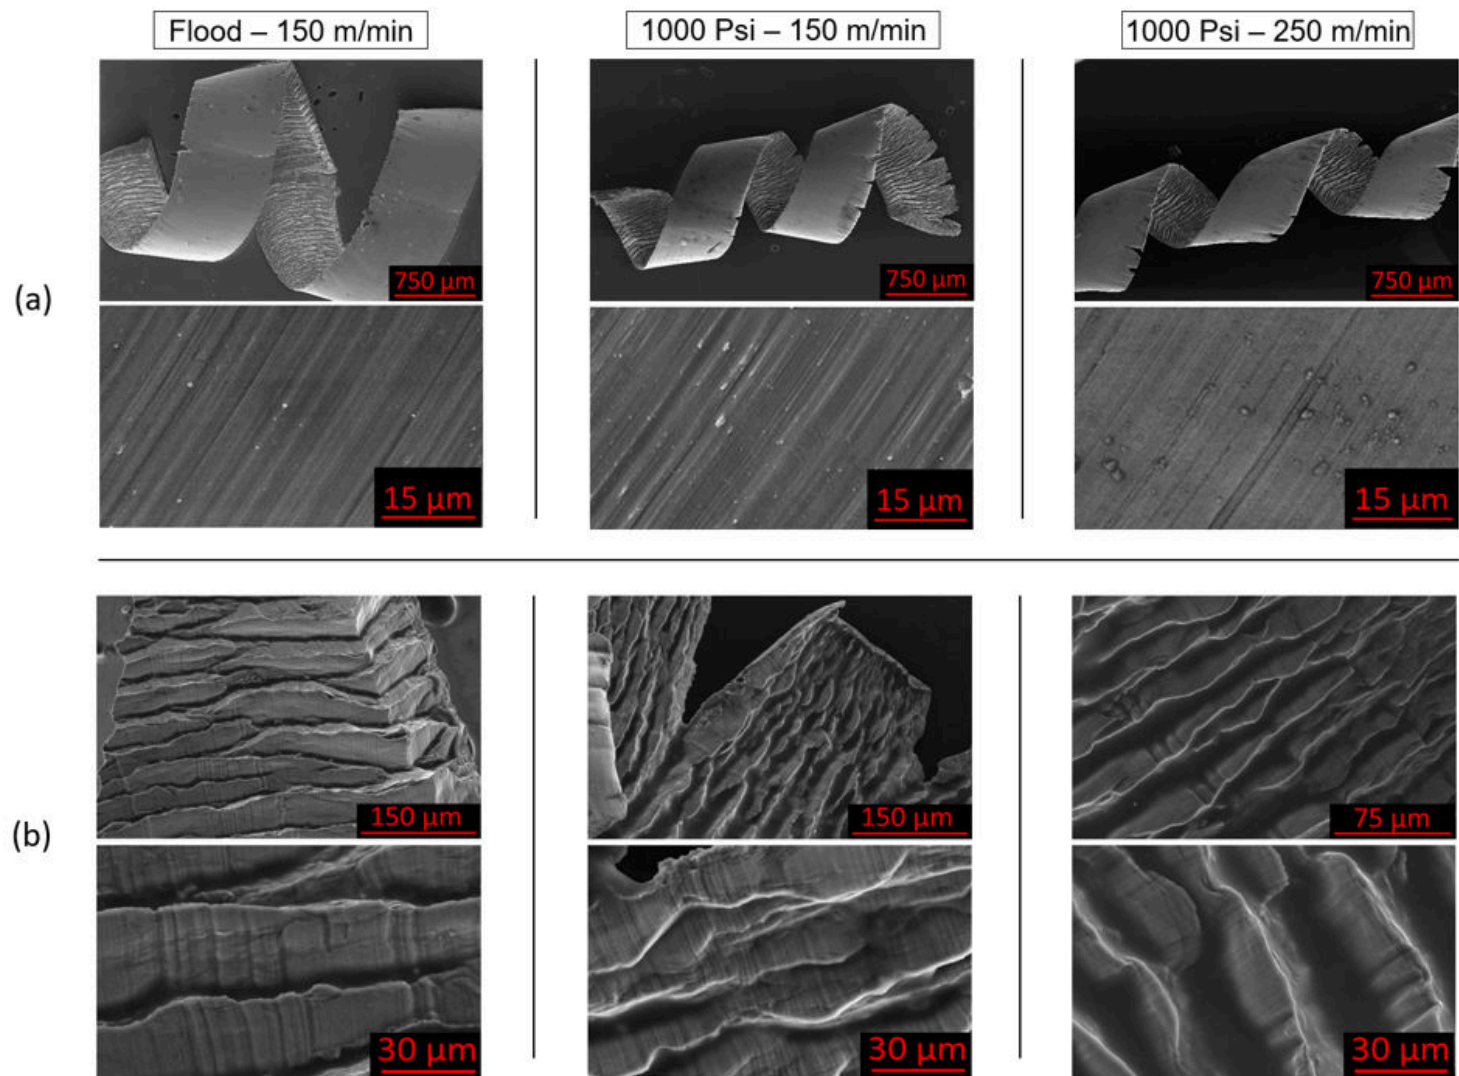 Flood – 150 m/min
1000 Psi – 150 m/min
1000 Psi – 250 m/min
(a)
750 µm
750 µm
750 µm
15 µm
15 µm
15 µm
(b)
150 µm
150 µm
75 µm
30 µm
30 µm
30 µm